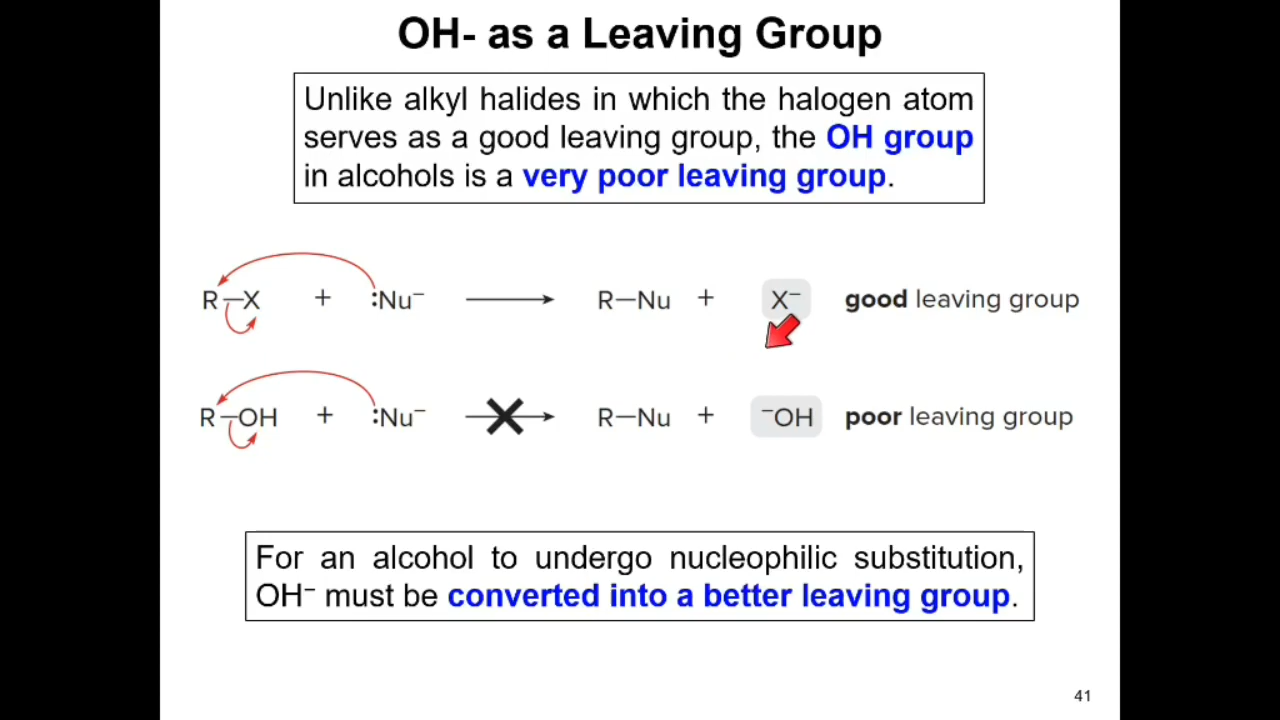 OH- as a Leaving Group
Unlike alkyl halides in which the halogen atom
serves as a good leaving group, the OH group
in alcohols is a very poor leaving group.
R—X + :Nu⁻ ⟶ R—Nu + X⁻ good leaving group
R—OH + :Nu⁻ ⟶ R—Nu + ⁻OH poor leaving group
For an alcohol to undergo nucleophilic substitution,
OH⁻ must be converted into a better leaving group.
41